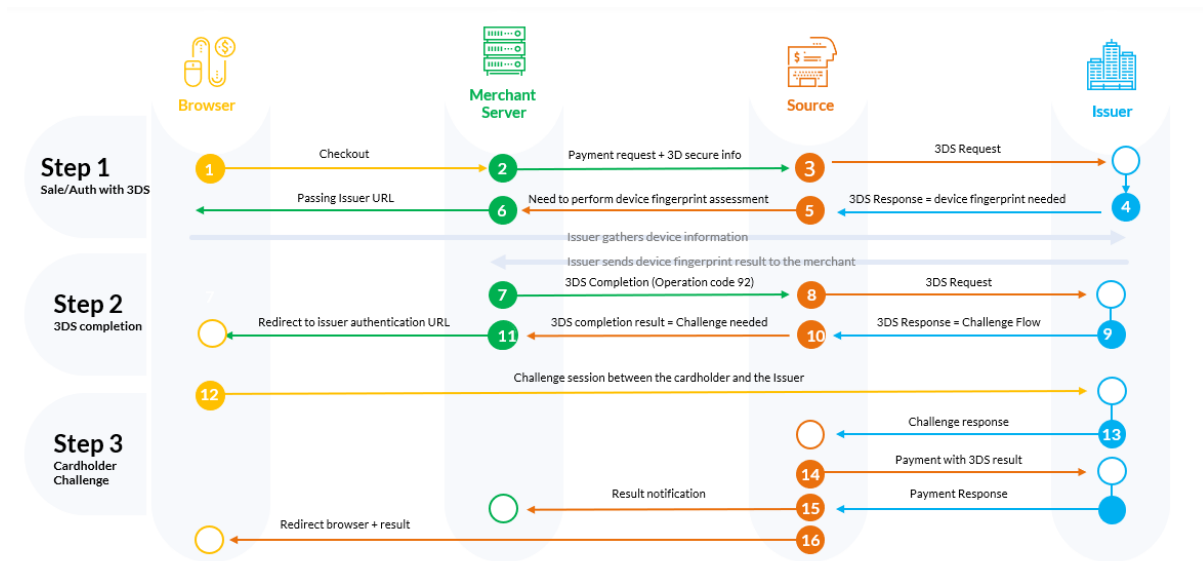 Browser
Merchant
Server
Source
Issuer
Step 1
Sale/Auth with 3DS
1
Checkout
2
Payment request + 3D secure info
3
3DS Request
Passing Issuer URL
6
Need to perform device fingerprint assessment
5
3DS Response = device fingerprint needed
4
Issuer gathers device information
Issuer sends device fingerprint result to the merchant
Step 2
3DS completion
7
3DS Completion (Operation code 92)
8
3DS Request
Redirect to issuer authentication URL
11
3DS completion result = Challenge needed
10
3DS Response = Challenge Flow
9
Step 3
Cardholder
Challenge
12
Challenge session between the cardholder and the Issuer
Challenge response
13
14
Payment with 3DS result
Result notification
15
Payment Response
Redirect browser + result
16